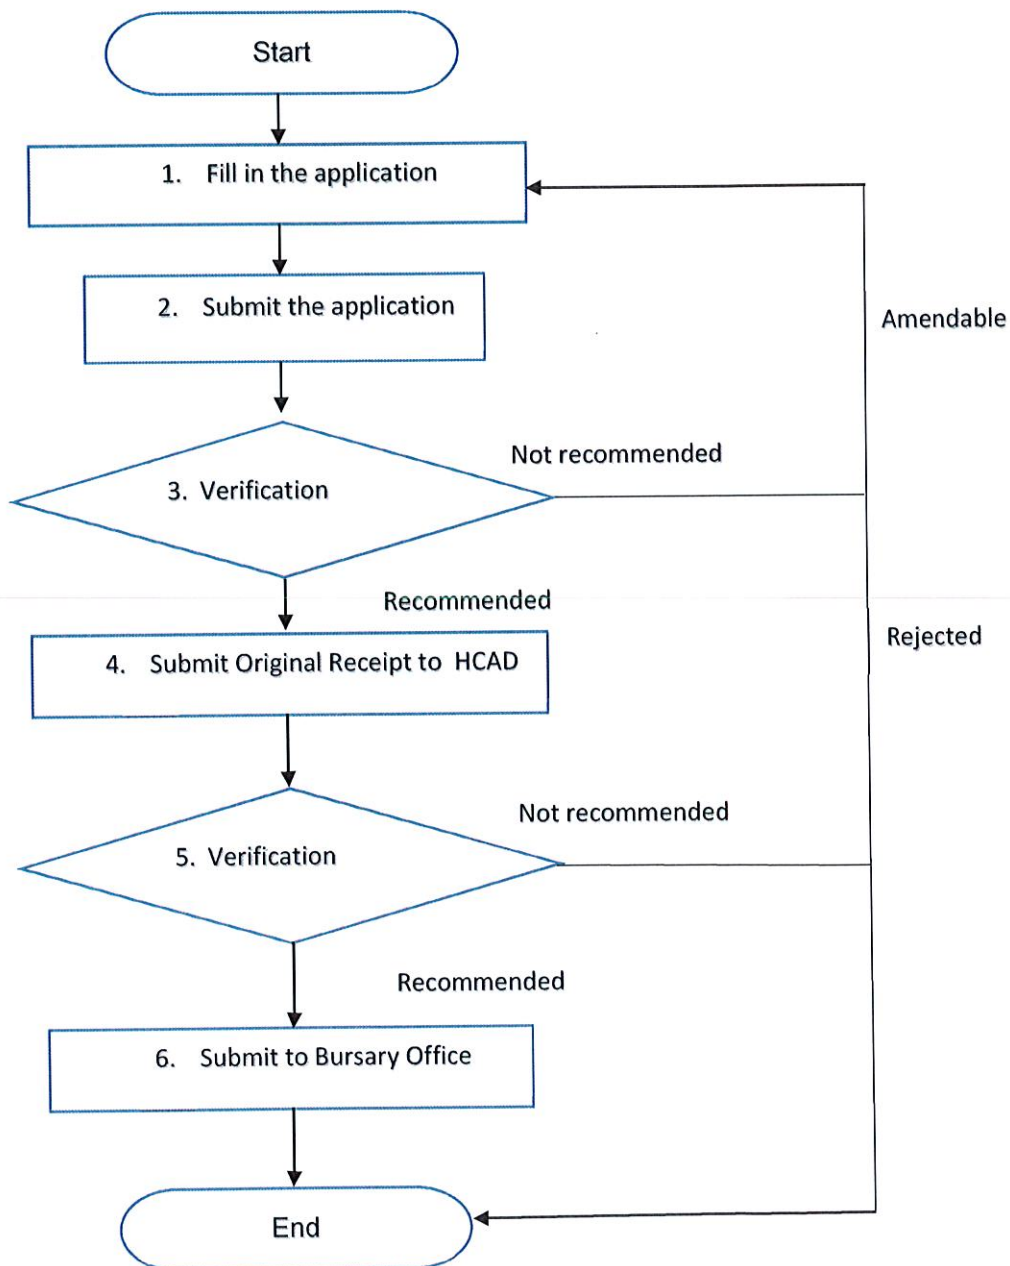 Start
1. Fill in the application
2. Submit the application
Amendable
Not recommended
3. Verification
Recommended
Rejected
4. Submit Original Receipt to HCAD
Not recommended
5. Verification
Recommended
6. Submit to Bursary Office
End